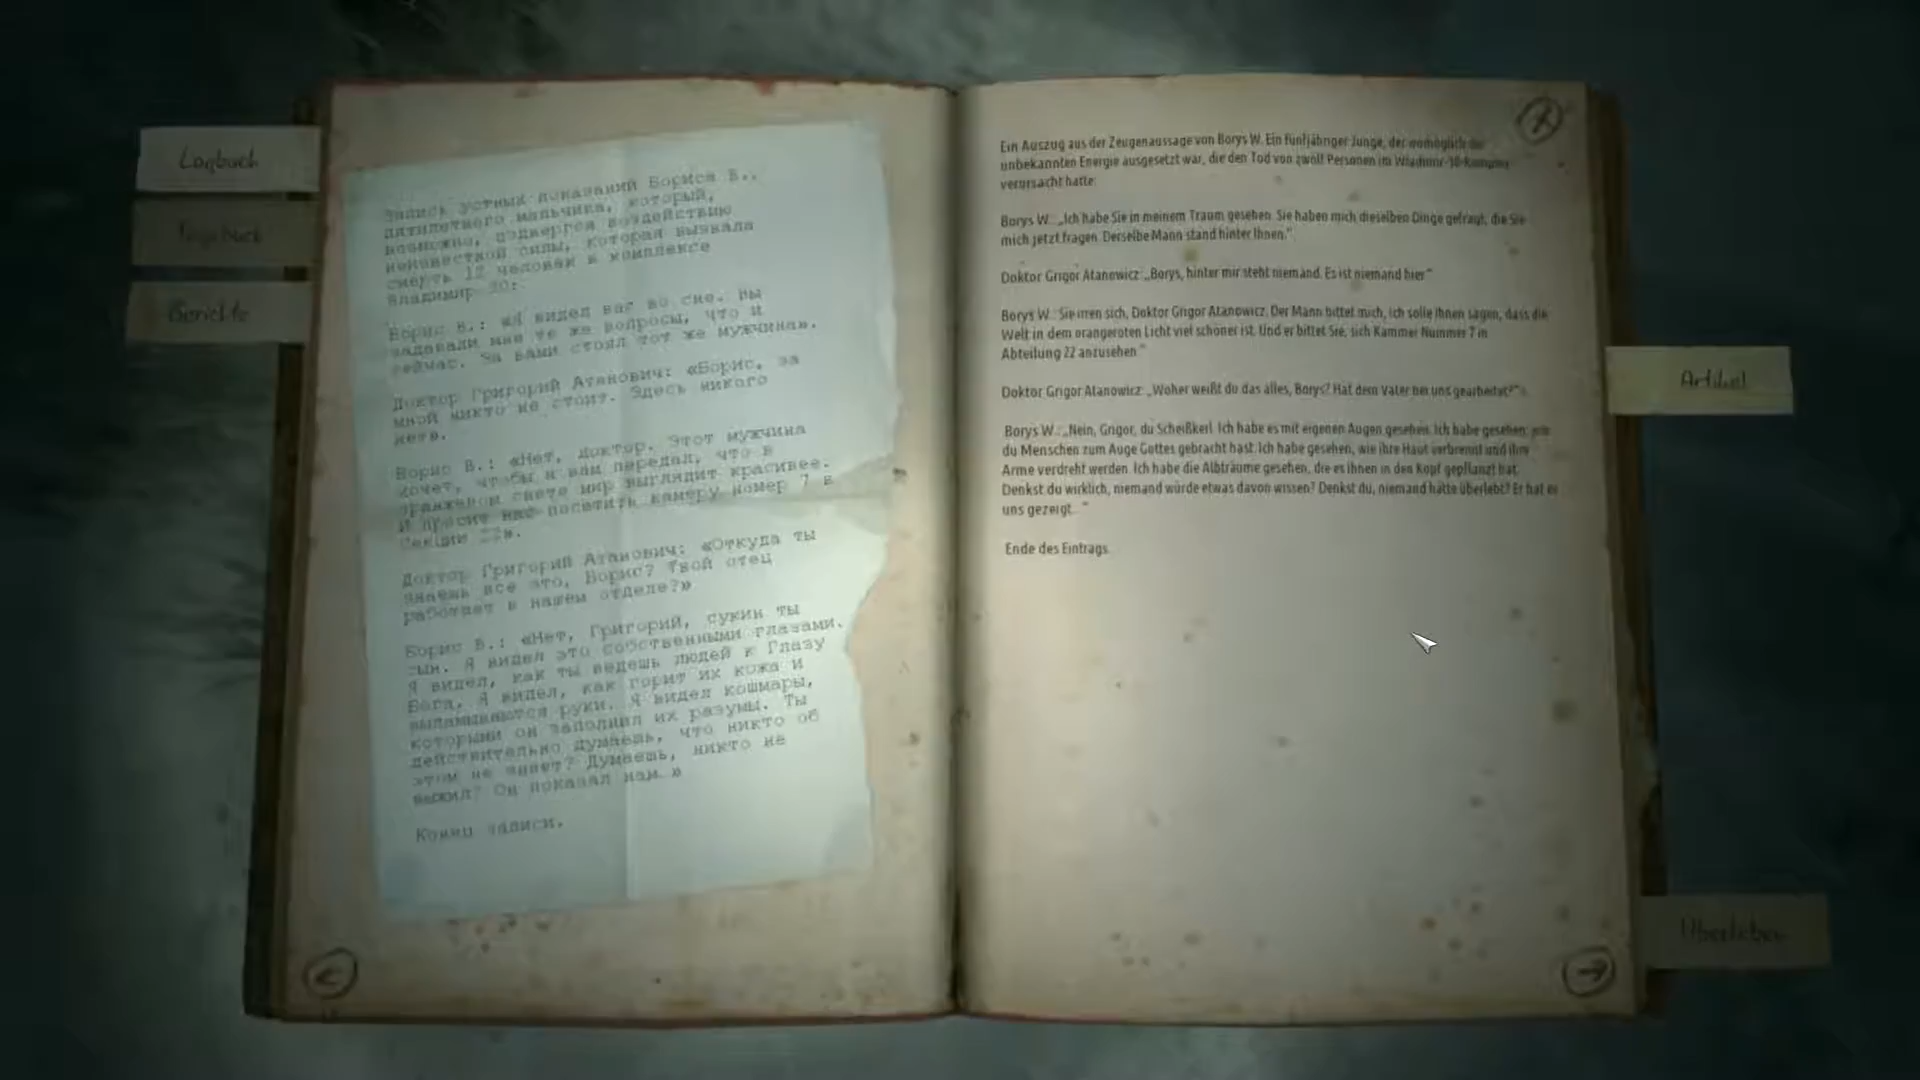 Logbuch
Tagebuch
Berichte
Запись устных показаний Бориса В.,
пятилетнего мальчика, который,
возможно, подвергся воздействию
неизвестной силы, которая вызвала
смерть 12 человек в комплексе
Владимир 30:
Борис В.: «Я видел вас во сне. Вы
задавали мне те же вопросы, что и
сейчас. За вами стоял тот же мужчина».
Доктор Григорий Атанович: «Борис, за
мной никто не стоит. Здесь никого
нет».
Борис В.: «Нет, доктор. Этот мужчина
хочет, чтобы я вам передал, что в
оранжевом свете мир выглядит красивее.
И просит вас посетить камеру номер 7 в
Секции 22».
Доктор Григорий Атанович: «Откуда ты
знаешь все это, Борис? Твой отец
работает в нашем отделе?»
Борис В.: «Нет, Григорий, сукин ты
сын. Я видел это собственными глазами.
Я видел, как ты ведешь людей к Глазу
Бога. Я видел, как горит их кожа и
выламываются руки. Я видел кошмары,
которыми он заполнил их разумы. Ты
действительно думаешь, что никто об
этом не знает? Думаешь, никто не
выжил? Он показал нам…»
Конец записи.
Ein Auszug aus der Zeugenaussage von Borys W. Ein fünfjähriger Junge, der womöglich der
unbekannten Energie ausgesetzt war, die den Tod von zwölf Personen im Wladimir-30-Komplex
verursacht hatte:
Borys W.: „Ich habe Sie in meinem Traum gesehen. Sie haben mich dieselben Dinge gefragt, die Sie
mich jetzt fragen. Derselbe Mann stand hinter Ihnen.“
Doktor Grigor Atanowicz: „Borys, hinter mir steht niemand. Es ist niemand hier“
Borys W.: Sie irren sich, Doktor Grigor Atanowicz. Der Mann bittet mich, ich solle Ihnen sagen, dass die
Welt in dem orangeroten Licht viel schöner ist. Und er bittet Sie, sich Kammer Nummer 7 in
Abteilung 22 anzusehen.“
Doktor Grigor Atanowicz: „Woher weißt du das alles, Borys? Hat dein Vater bei uns gearbeitet?“
Borys W.: „Nein, Grigor, du Scheißkerl. Ich habe es mit eigenen Augen gesehen. Ich habe gesehen, wie
du Menschen zum Auge Gottes gebracht hast. Ich habe gesehen, wie ihre Haut verbrennt und ihre
Arme verdreht werden. Ich habe die Albträume gesehen, die es ihnen in den Kopf gepflanzt hat.
Denkst du wirklich, niemand würde etwas davon wissen? Denkst du, niemand hätte überlebt? Er hat es
uns gezeigt...“
Ende des Eintrags.
Artikel
Überleben